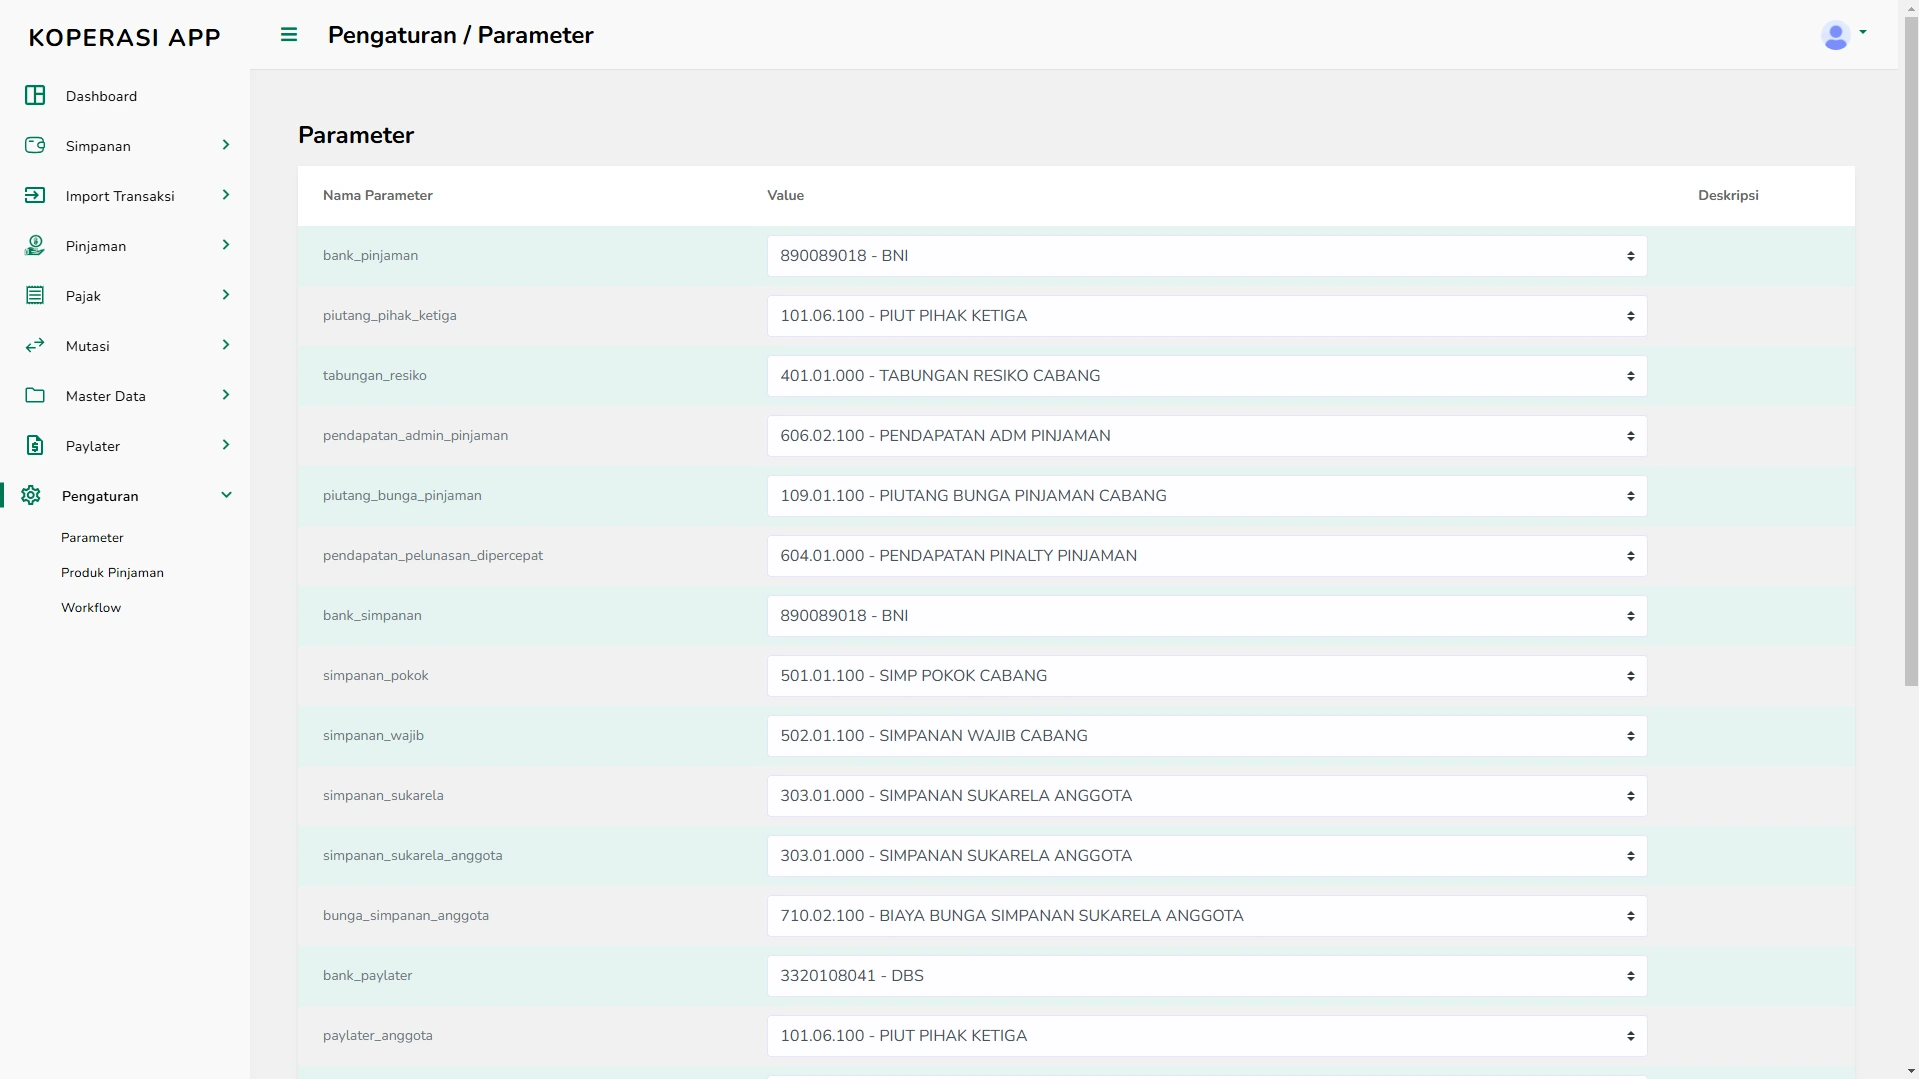 KOPERASI APP
Pengaturan / Parameter
Dashboard
Simpanan
Import Transaksi
Pinjaman
Pajak
Mutasi
Master Data
Paylater
Pengaturan
Parameter
Produk Pinjaman
Workflow
Parameter
Nama Parameter Value Deskripsi
bank_pinjaman 890089018 - BNI
piutang_pihak_ketiga 101.06.100 - PIUT PIHAK KETIGA
tabungan_resiko 401.01.000 - TABUNGAN RESIKO CABANG
pendapatan_admin_pinjaman 606.02.100 - PENDAPATAN ADM PINJAMAN
piutang_bunga_pinjaman 109.01.100 - PIUTANG BUNGA PINJAMAN CABANG
pendapatan_pelunasan_dipercepat 604.01.000 - PENDAPATAN PINALTY PINJAMAN
bank_simpanan 890089018 - BNI
simpanan_pokok 501.01.100 - SIMP POKOK CABANG
simpanan_wajib 502.01.100 - SIMPANAN WAJIB CABANG
simpanan_sukarela 303.01.000 - SIMPANAN SUKARELA ANGGOTA
simpanan_sukarela_anggota 303.01.000 - SIMPANAN SUKARELA ANGGOTA
bunga_simpanan_anggota 710.02.100 - BIAYA BUNGA SIMPANAN SUKARELA ANGGOTA
bank_paylater 3320108041 - DBS
paylater_anggota 101.06.100 - PIUT PIHAK KETIGA